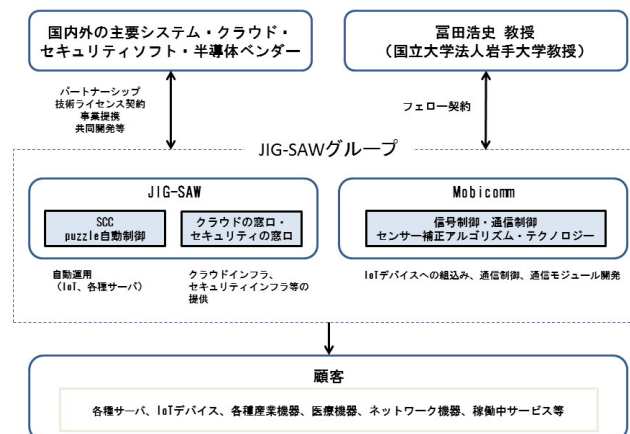 国内外の主要システム・クラウド・
セキュリティソフト・半導体ベンダー
冨田浩史 教授
（国立大学法人岩手大学教授）
パートナーシップ
技術ライセンス契約
事業提携
共同開発等
フェロー契約
JIG-SAWグループ
JIG-SAW
SCC
puzzle自動制御
クラウドの窓口・
セキュリティの窓口
自動運用
（IoT、各種サーバ）
クラウドインフラ、
セキュリティインフラ等の
提供
Mobicomm
信号制御・通信制御
センサー補正アルゴリズム・テクノロジー
IoTデバイスへの組込み、通信制御、通信モジュール開発
顧客
各種サーバ、IoTデバイス、各種産業機器、医療機器、ネットワーク機器、稼働中サービス等